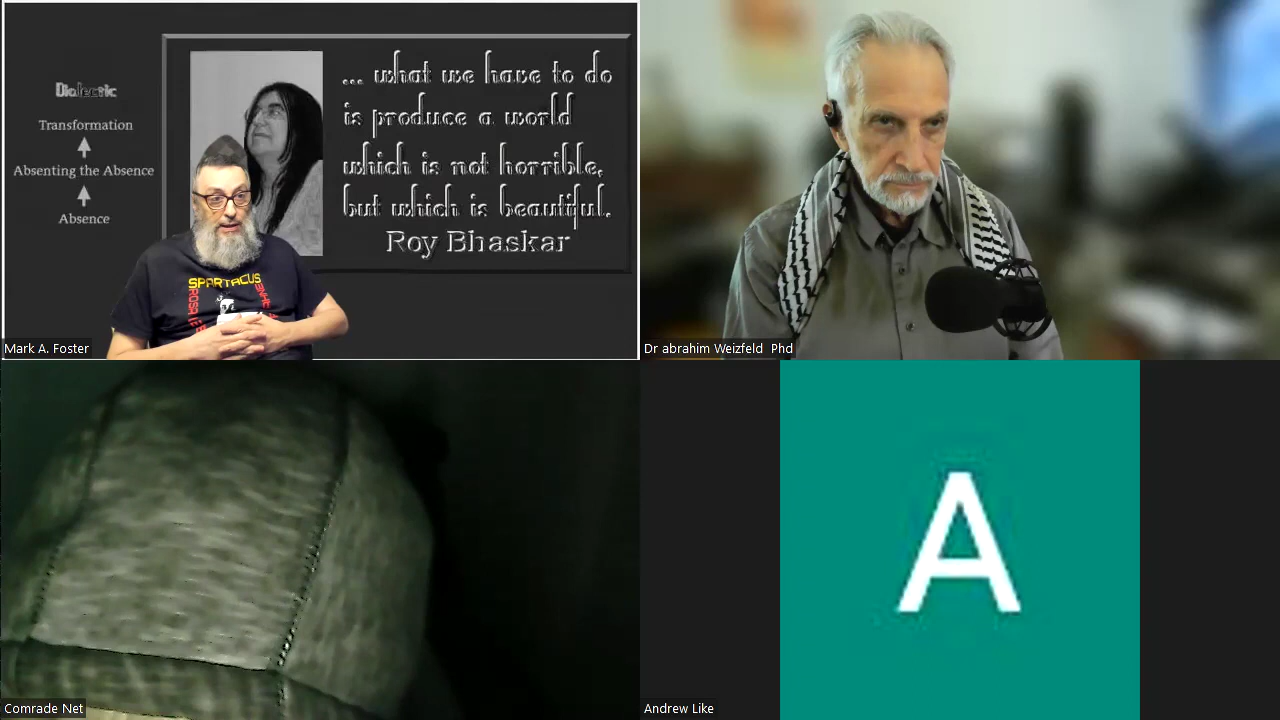 Dialectic
Transformation
Absenting the Absence
Absence
... what we have to do
is produce a world
which is not horrible,
but which is beautiful.
Roy Bhaskar
SPARTACUS
ROSA
Mark A. Foster
Dr abrahim Weizfeld Phd
Comrade Net
A
Andrew Like